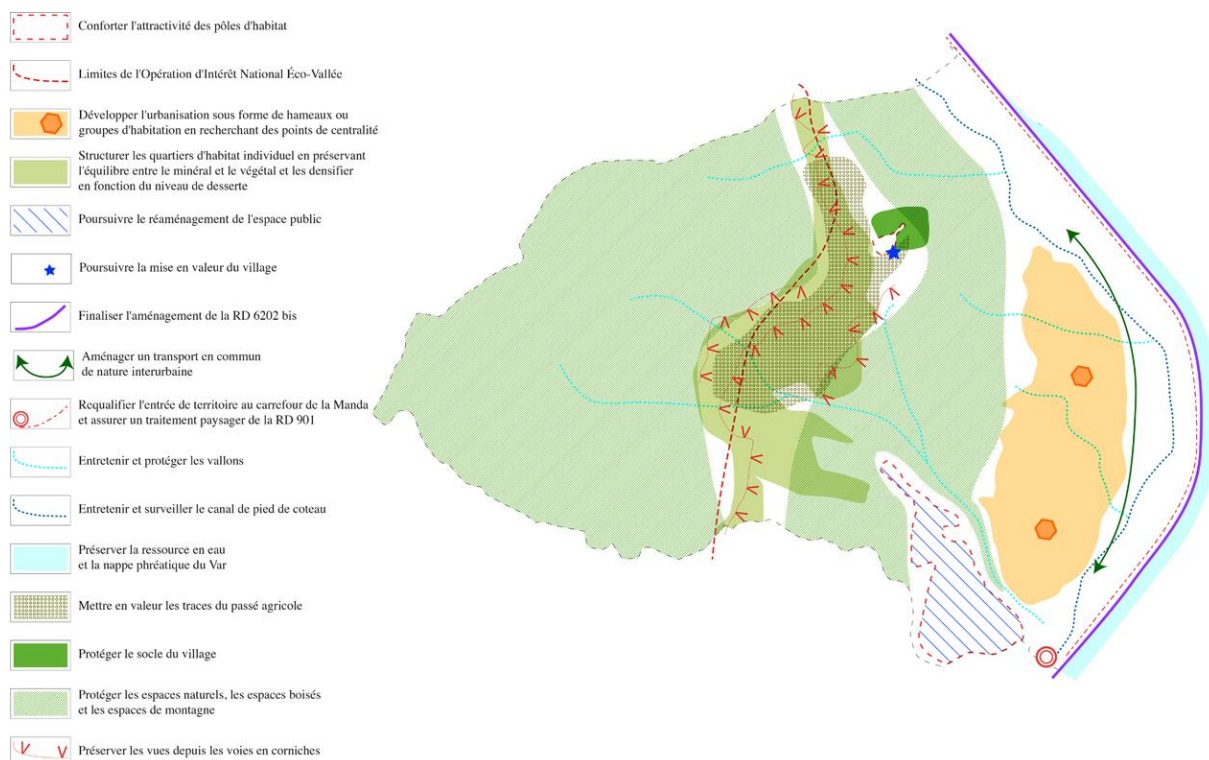 Conforter l'attractivité des pôles d'habitat
Limites de l'Opération d'Intérêt National Éco-Vallée
Développer l'urbanisation sous forme de hameaux ou
groupes d'habitation en recherchant des points de centralité
Structurer les quartiers d'habitat individuel en préservant
l'équilibre entre le minéral et le végétal et les densifier
en fonction du niveau de desserte
Poursuivre le réaménagement de l'espace public
Poursuivre la mise en valeur du village
Finaliser l'aménagement de la RD 6202 bis
Aménager un transport en commun
de nature interurbaine
Requalifier l'entrée de territoire au carrefour de la Manda
et assurer un traitement paysager de la RD 901
Entretenir et protéger les vallons
Entretenir et surveiller le canal de pied de coteau
Préserver la ressource en eau
et la nappe phréatique du Var
Mettre en valeur les traces du passé agricole
Protéger le socle du village
Protéger les espaces naturels, les espaces boisés
et les espaces de montagne
Préserver les vues depuis les voies en corniches